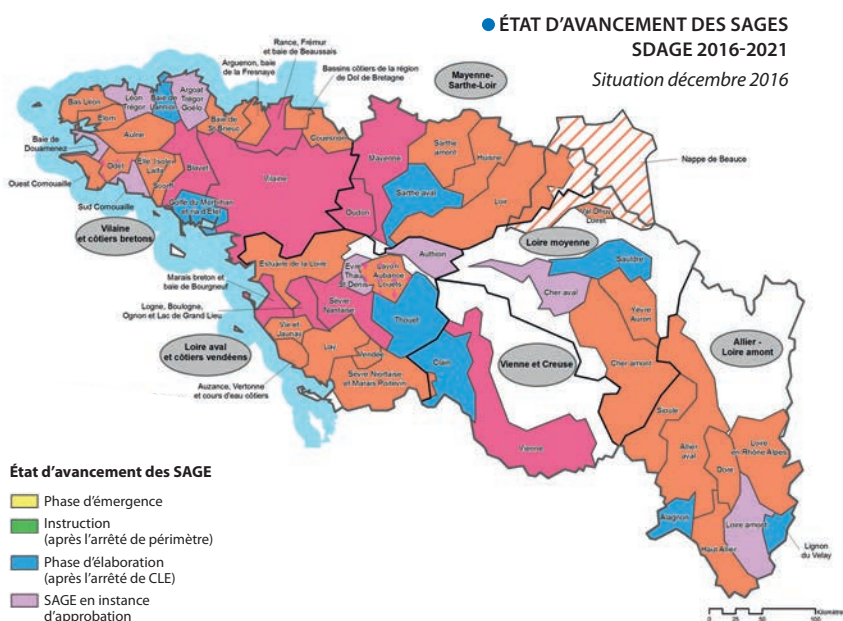 ÉTAT D'AVANCEMENT DES SAGES
SDAGE 2016-2021
Situation décembre 2016
Rance, Frémur
et baie de Beaussais
Arguenon, baie
de la Fresnaye
Bassins côtiers de la région
de Dol de Bretagne
Mayenne-
Sarthe-Loir
Bas Léon
Léon
Trégor
Baie de
Lannion
Argoat
Trégor
Goëlo
Elorn
Baie de
St Brieuc
Couesnon
Aulne
Baie de
Douarnenez
Mayenne
Sarthe
amont
Huisne
Nappe de Beauce
Odet
Blavet
Vilaine
Ouest Cornouaille
Scorff
Sarthe aval
Loir
Sud Cornouaille
Golfe du Morbihan
et ria d'Etel
Oudon
Val Dhuy
Loiret
Vilaine
et côtiers bretons
Loire moyenne
Estuaire de la Loire
Authion
Sauldre
Marais breton et
baie de Bourgneuf
Layon
Aubance
Louets
Cher aval
Logne, Boulogne,
Ognon et Lac de Grand Lieu
Sèvre
Nantaise
Thouet
Yèvre
Auron
Vie et
Jaunay
Loire aval
et côtiers vendéens
Lay
Vendée
Clain
Vienne et Creuse
Cher amont
Allier -
Loire amont
Auzance, Vertonne
et cours d'eau côtiers
Sèvre Niortaise
et Marais Poitevin
Sioule
Vienne
Allier
aval
Dore
Loire
en Rhône Alpes
Alagnon
Loire amont
Haut Allier
Lignon
du Velay
État d'avancement des SAGE
Phase d'émergence
Instruction
(après l'arrêté de périmètre)
Phase d'élaboration
(après l'arrêté de CLE)
SAGE en instance
d'approbation
0 25 50 100